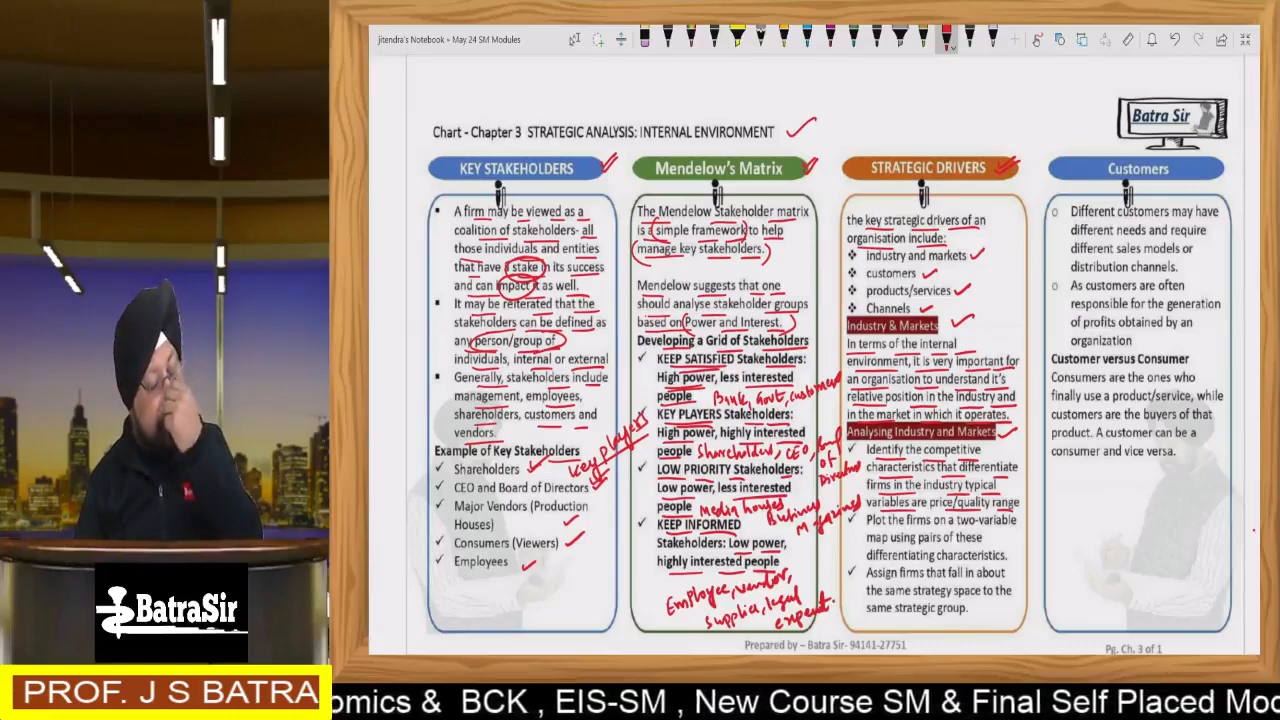 jitendra's Notebook » May 24 SM Modules
Batra Sir
Chart - Chapter 3 STRATEGIC ANALYSIS: INTERNAL ENVIRONMENT
KEY STAKEHOLDERS
A firm may be viewed as a
coalition of stakeholders- all
those individuals and entities
that have a stake in its success
and can impact it as well.
It may be reiterated that the
stakeholders can be defined as
any person/group of
individuals, internal or external
Generally, stakeholders include
management, employees,
shareholders, customers and
vendors.
Key Players
Example of Key Stakeholders
Shareholders
CEO and Board of Directors
Major Vendors (Production
Houses)
Consumers (Viewers)
Employees
Mendelow's Matrix
The Mendelow Stakeholder matrix
is a simple framework to help
manage key stakeholders.
Mendelow suggests that one
should analyse stakeholder groups
based on Power and Interest.
Developing a Grid of Stakeholders
KEEP SATISFIED Stakeholders:
High power, less interested
people
Bank, Govt, customers
KEY PLAYERS Stakeholders:
High power, highly interested
people
Shareholders, CEO,
of
Directors
LOW PRIORITY Stakeholders:
Low power, less interested
people
Media houses
Business
KEEP INFORMED
Stakeholders: Low power,
highly interested people
Employee, vendor,
supplier, legal
expert.
STRATEGIC DRIVERS
the key strategic drivers of an
organisation include:
industry and markets
customers
products/services
Channels
Industry & Markets
In terms of the internal
environment, it is very important for
an organisation to understand it's
relative position in the industry and
in the market in which it operates.
Analysing Industry and Markets
Identify the competitive
characteristics that differentiate
firms in the industry typical
variables are price/quality range
Plot the firms on a two-variable
map using pairs of these
differentiating characteristics.
Assign firms that fall in about
the same strategy space to the
same strategic group.
Customers
Different customers may have
different needs and require
different sales models or
distribution channels.
As customers are often
responsible for the generation
of profits obtained by an
organization
Customer versus Consumer
Consumers are the ones who
finally use a product/service, while
customers are the buyers of that
product. A customer can be a
consumer and vice versa.
Prepared by – Batra Sir- 94141-27751
Pg. Ch. 3 of 1
BatraSir
PROF. J S BATRA
omics & BCK , EIS-SM , New Course SM & Final Self Placed Mod